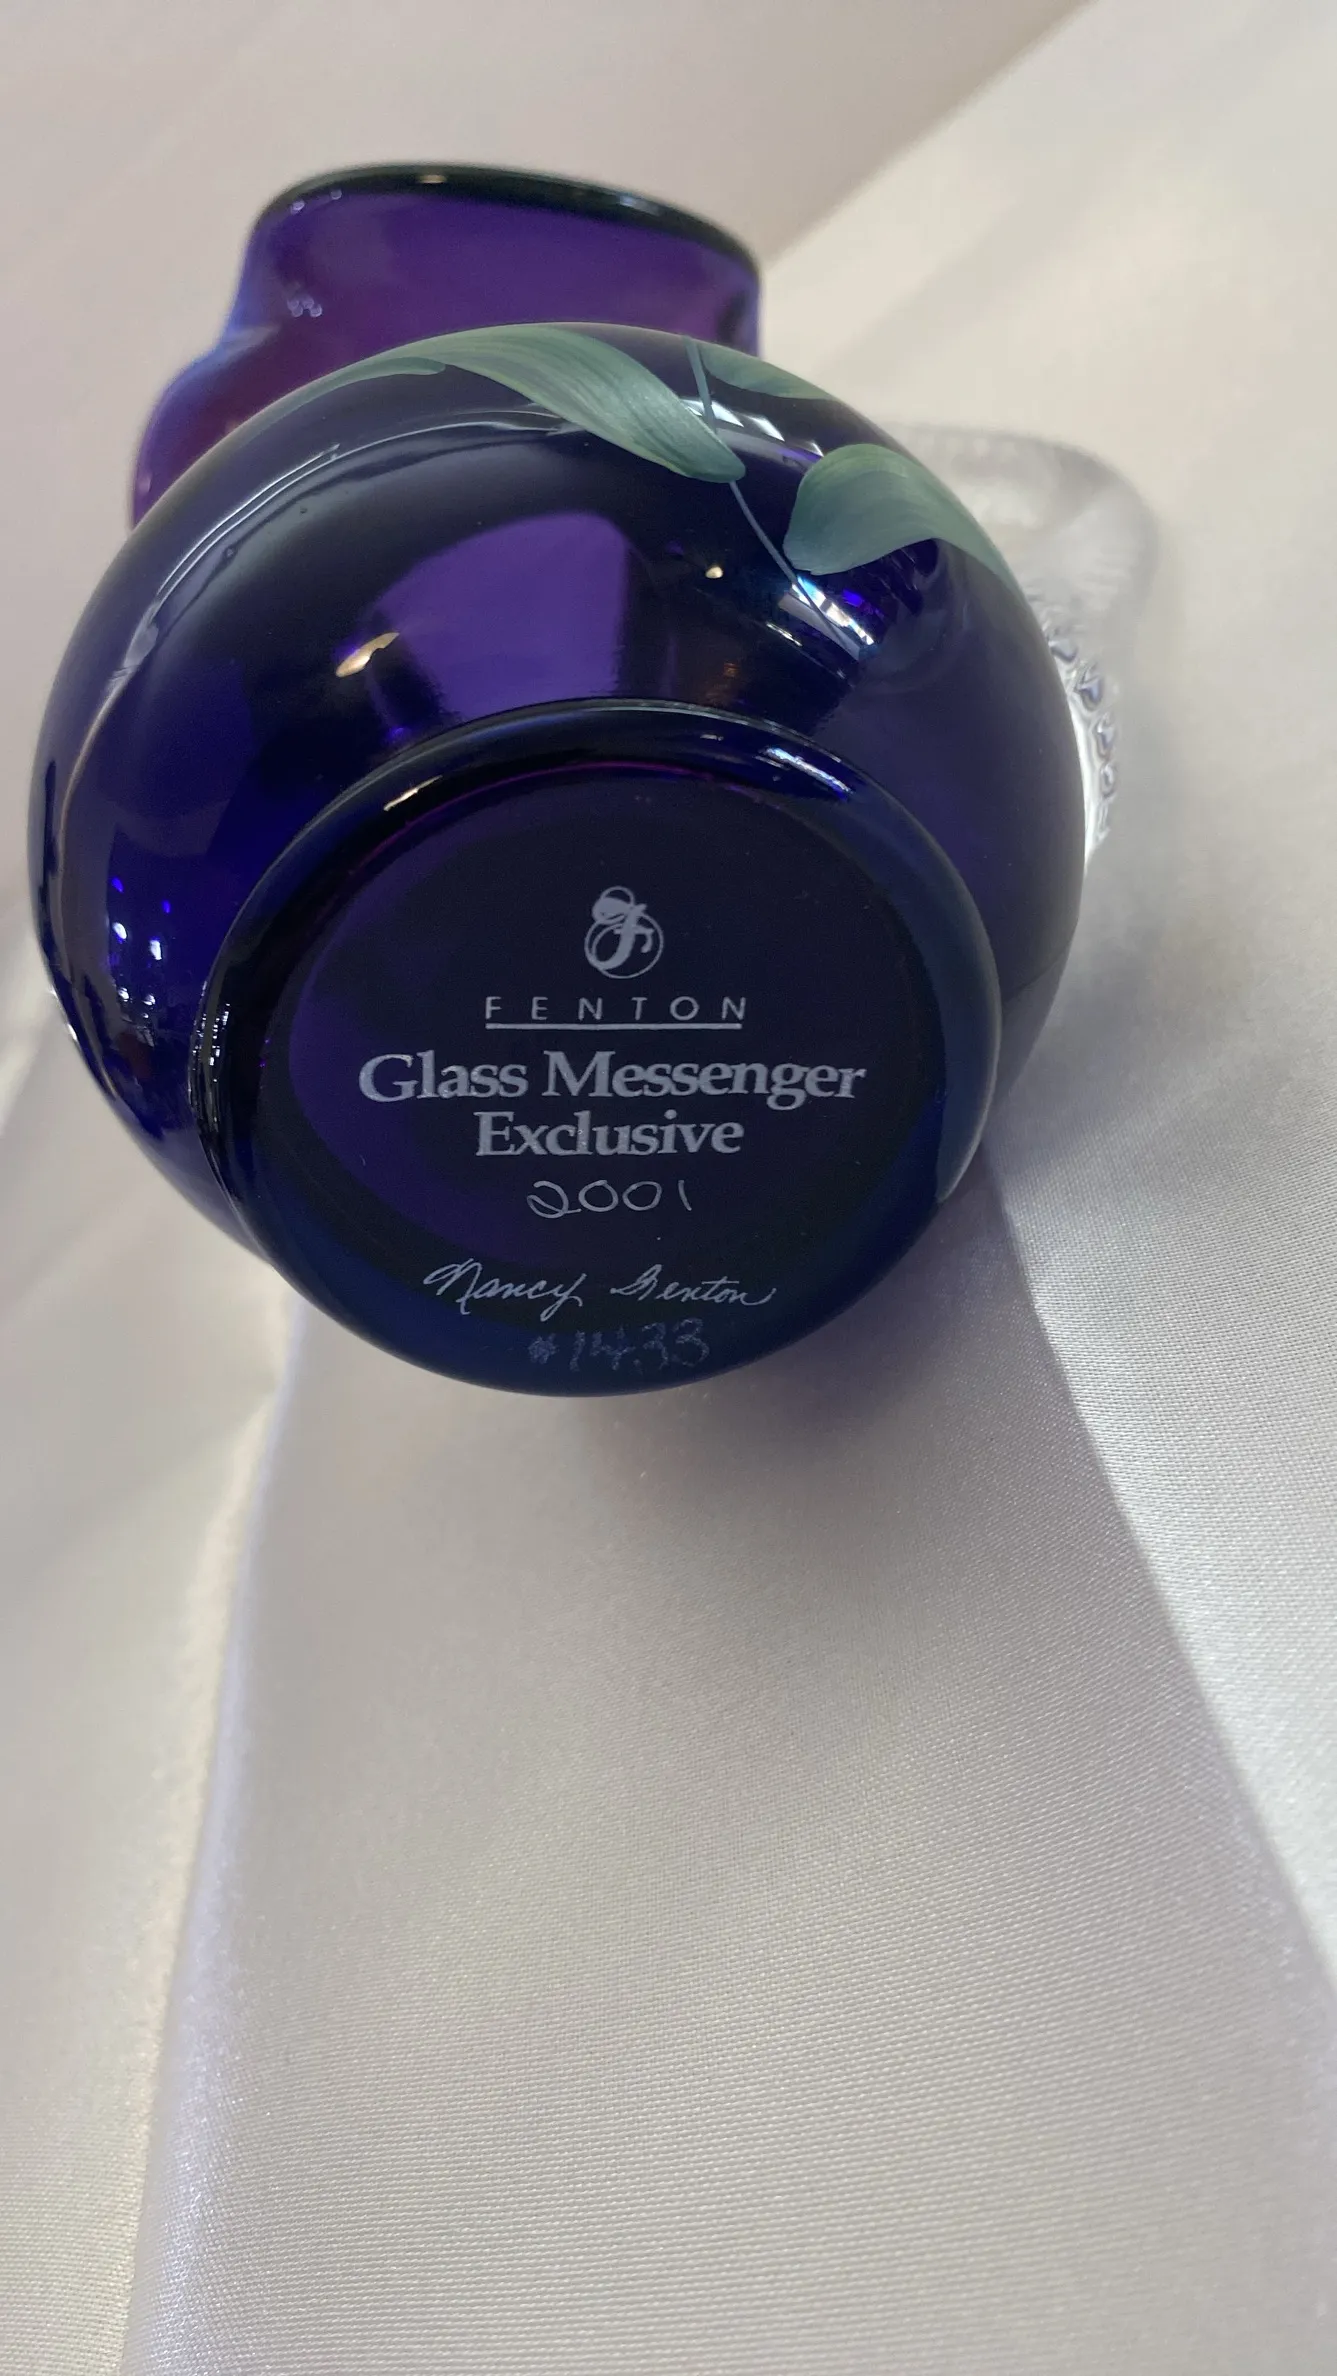 FENTON
Glass Messenger
Exclusive
2001
Nancy Fenton
#1433